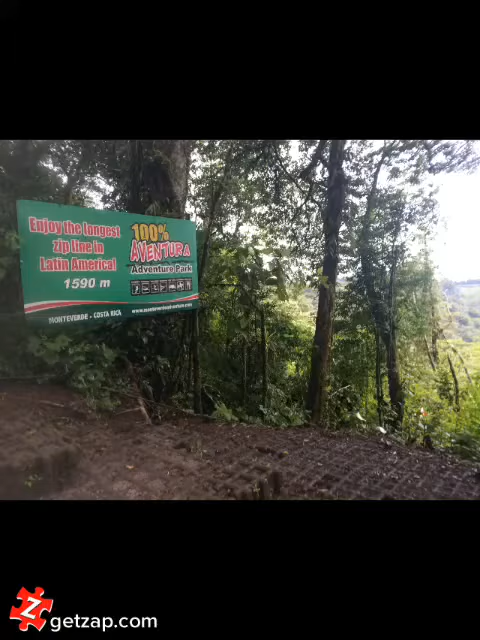 Enjoy the longest
zip line in
Latin America!
1590 m
100%
AVENTURA
Adventure Park
MONTEVERDE - COSTA RICA
Z getzap.com